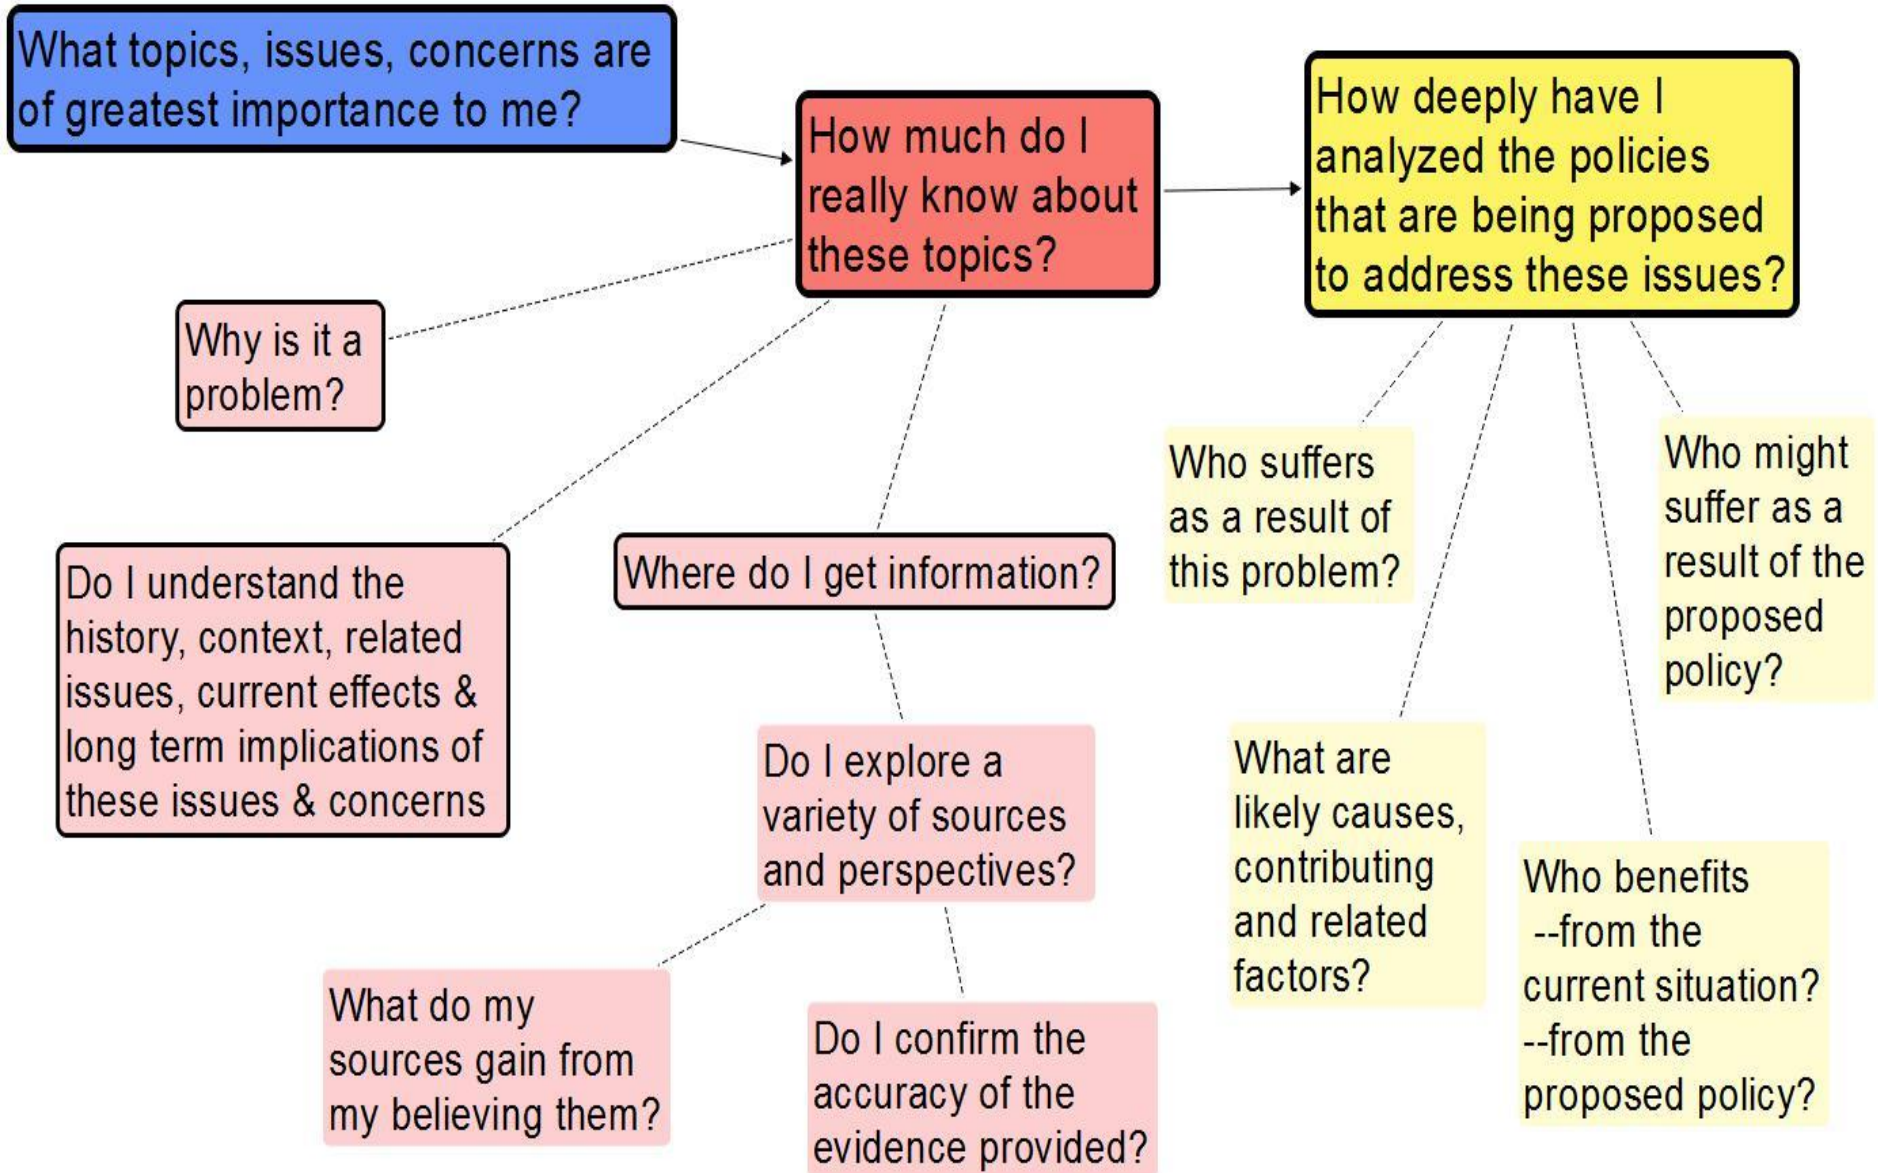 What topics, issues, concerns are
of greatest importance to me?
How much do I
really know about
these topics?
How deeply have I
analyzed the policies
that are being proposed
to address these issues?
Why is it a
problem?
Do I understand the
history, context, related
issues, current effects &
long term implications of
these issues & concerns
Where do I get information?
Do I explore a
variety of sources
and perspectives?
What do my
sources gain from
my believing them?
Do I confirm the
accuracy of the
evidence provided?
Who suffers
as a result of
this problem?
What are
likely causes,
contributing
and related
factors?
Who benefits
--from the
current situation?
--from the
proposed policy?
Who might
suffer as a
result of the
proposed
policy?